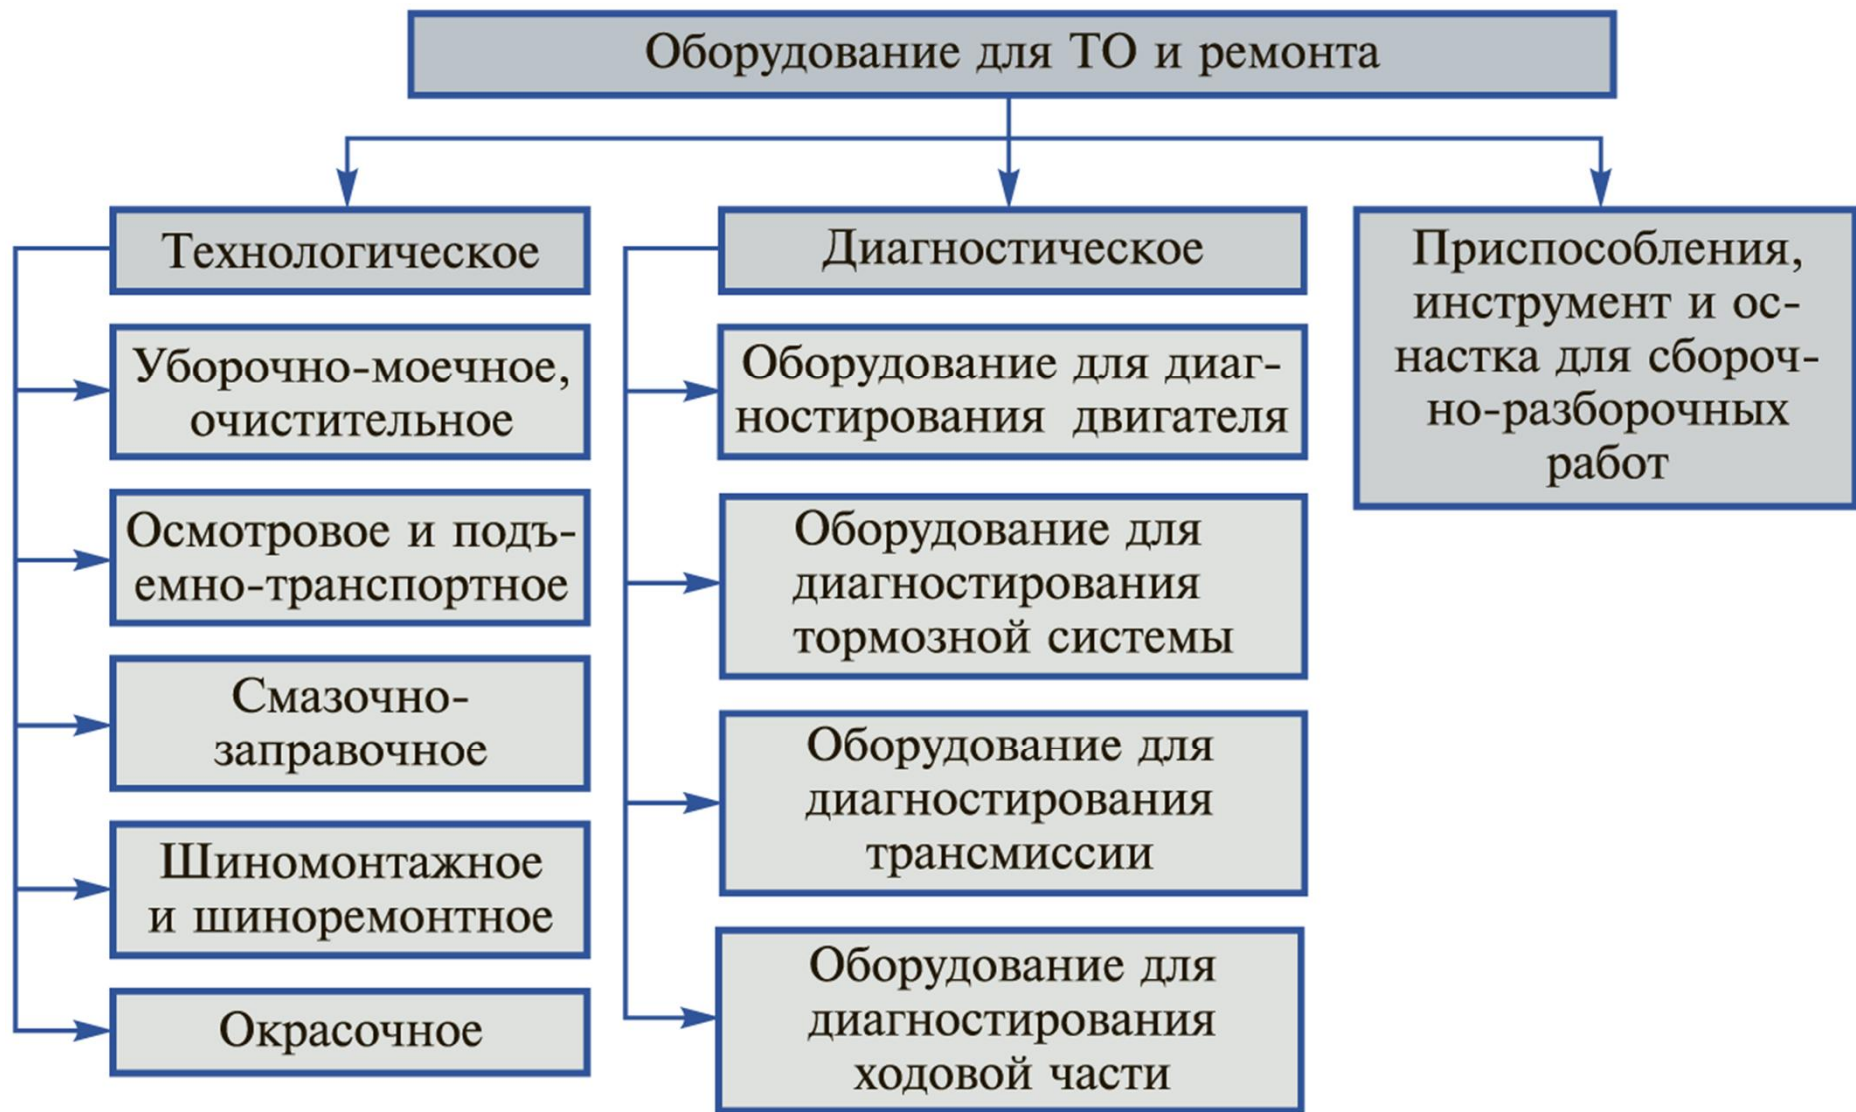 Оборудование для ТО и ремонта
Технологическое
Уборочно-моечное,
очистительное
Осмотровое и подъ-
емно-транспортное
Смазочно-
заправочное
Шиномонтажное
и шиноремонтное
Окрасочное
Диагностическое
Оборудование для диаг-
ностирования двигателя
Оборудование для
диагностирования
тормозной системы
Оборудование для
диагностирования
трансмиссии
Оборудование для
диагностирования
ходовой части
Приспособления,
инструмент и ос-
настка для сбороч-
но-разборочных
работ